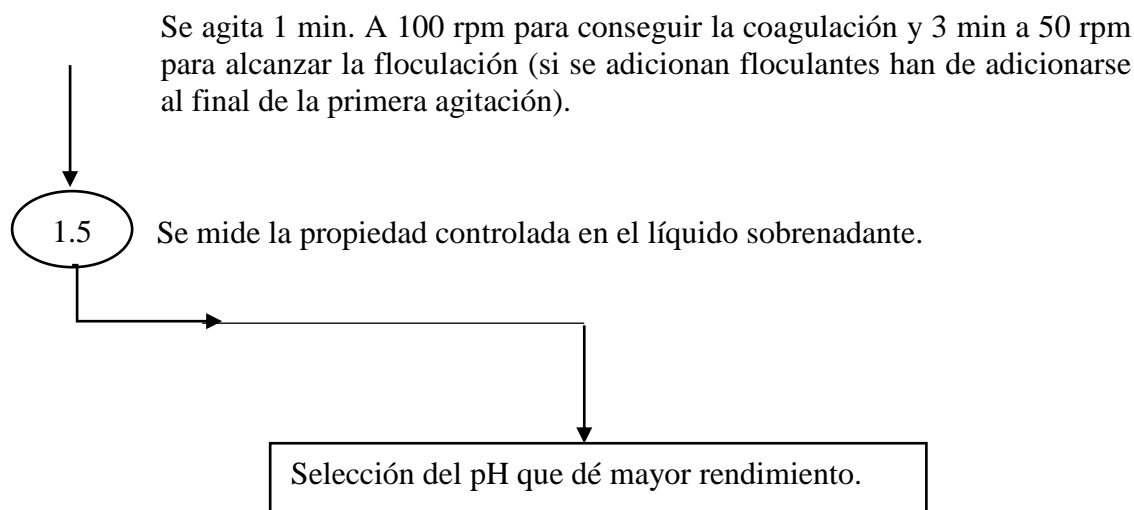 Se agita 1 min. A 100 rpm para conseguir la coagulación y 3 min a 50 rpm
para alcanzar la floculación (si se adicionan floculantes han de adicionarse
al final de la primera agitación).
1.5 Se mide la propiedad controlada en el líquido sobrenadante.
Selección del pH que dé mayor rendimiento.